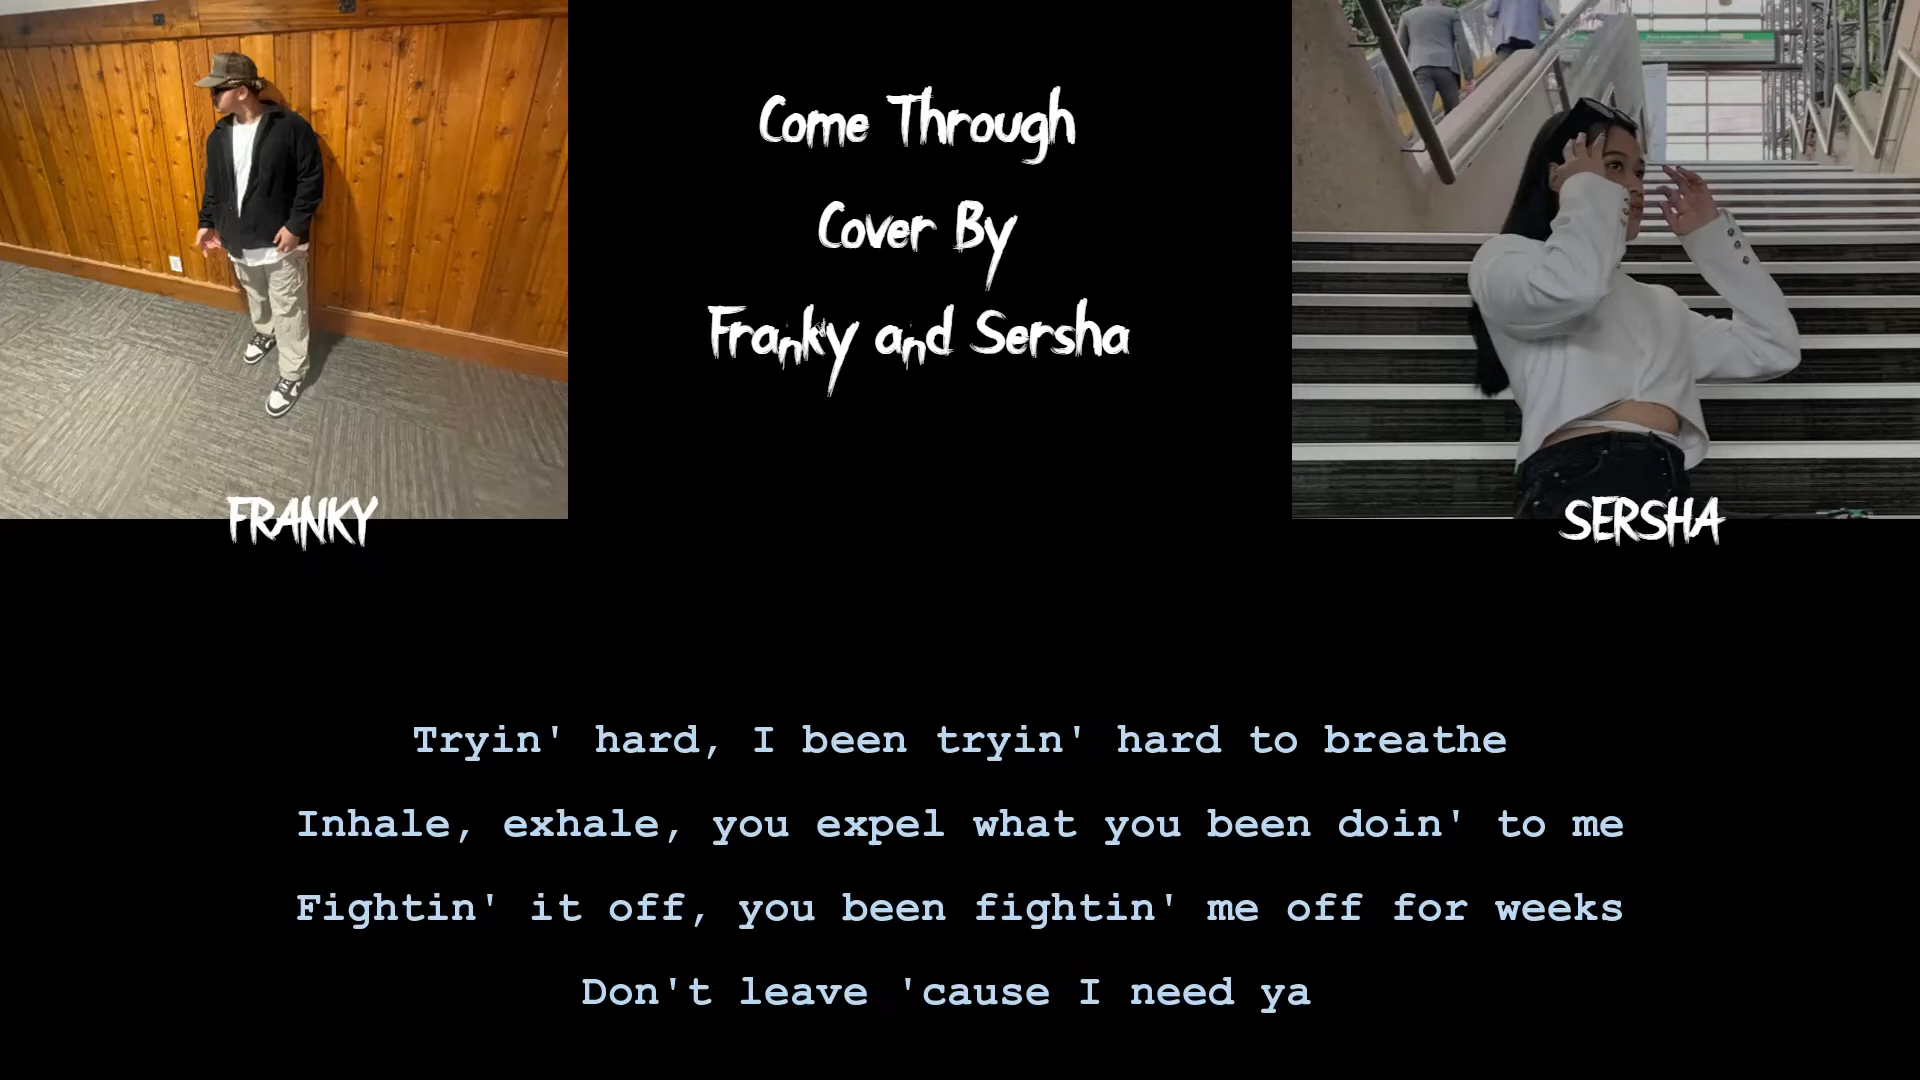 Come Through
Cover By
Franky and Sersha
FRANKY
SERSHA
Tryin' hard, I been tryin' hard to breathe
Inhale, exhale, you expel what you been doin' to me
Fightin' it off, you been fightin' me off for weeks
Don't leave 'cause I need ya